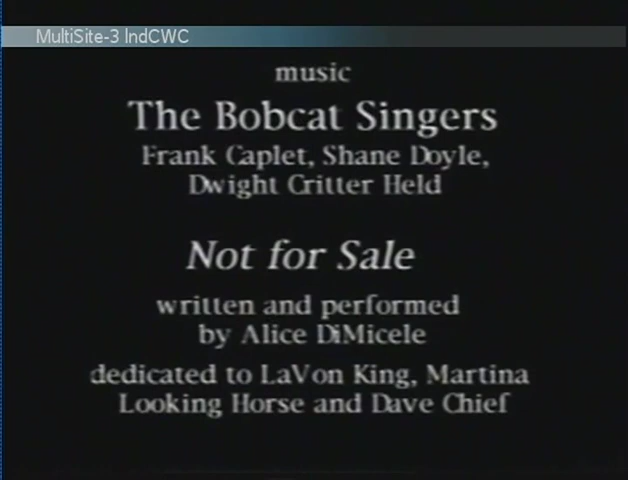 MultiSite-3 IndCWC
music
The Bobcat Singers
Frank Caplet, Shane Doyle,
Dwight Critter Held
Not for Sale
written and performed
by Alice DiMicele
dedicated to LaVon King, Martina
Looking Horse and Dave Chief